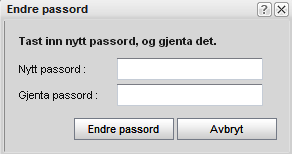 Endre passord
Tast inn nytt passord, og gjenta det.
Nytt passord :
Gjenta passord :
Endre passord Avbryt